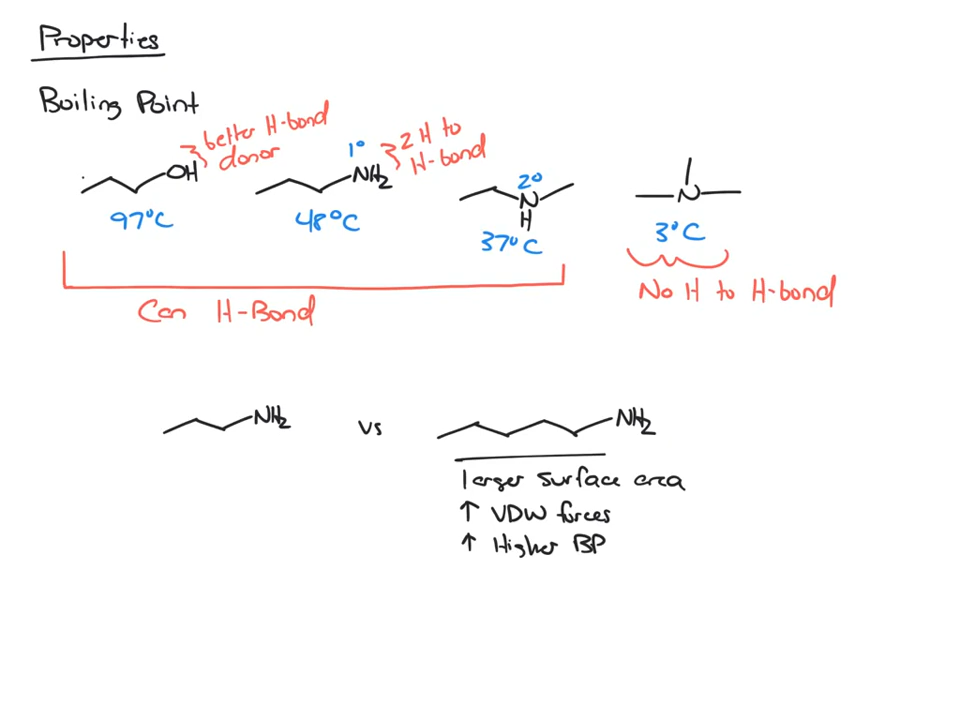 Properties
Boiling Point
better H-bond
donor
OH
97°C
1°
NH2
2 H to
H-bond
48°C
2°
N
H
37°C
N
3°C
Can H-Bond
No H to H-bond
NH2
vs
NH2
larger surface area
↑ VDW forces
↑ Higher BP